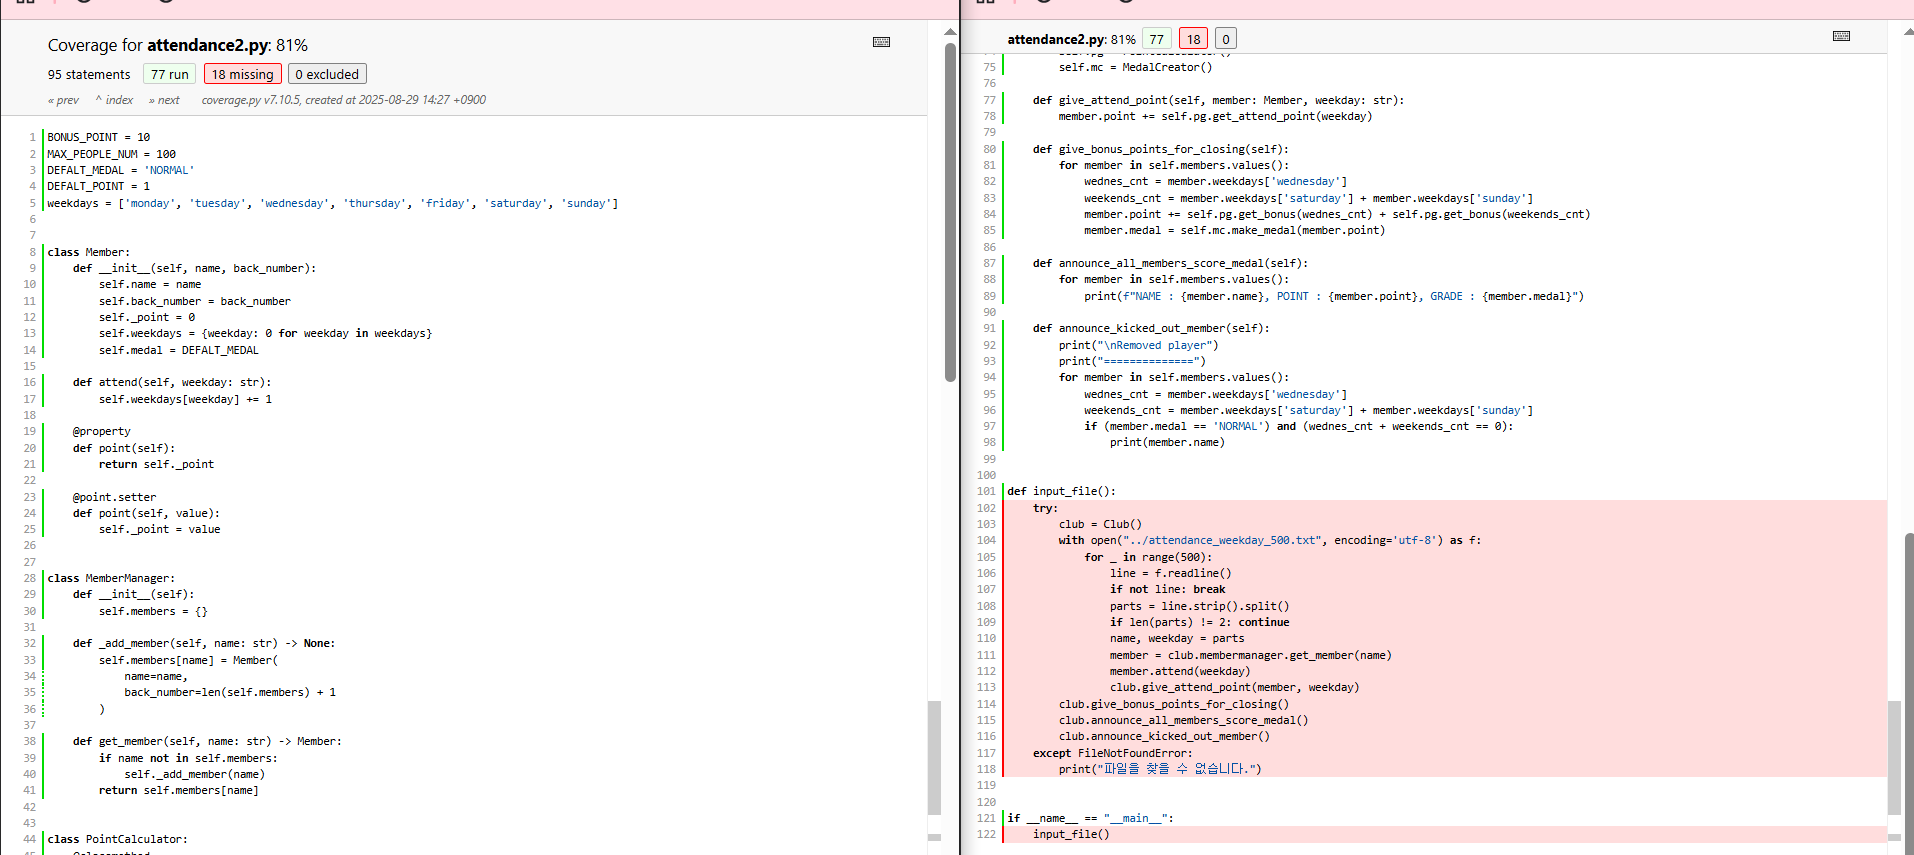 Coverage for attendance2.py: 81%
95 statements 77 run 18 missing 0 excluded
« prev ^ index » next coverage.py v7.10.5, created at 2025-08-29 14:27 +0900
1 BONUS_POINT = 10
2 MAX_PEOPLE_NUM = 100
3 DEFALT_MEDAL = 'NORMAL'
4 DEFALT_POINT = 1
5 weekdays = ['monday', 'tuesday', 'wednesday', 'thursday', 'friday', 'saturday', 'sunday']
6
7
8 class Member:
9     def __init__(self, name, back_number):
10         self.name = name
11         self.back_number = back_number
12         self._point = 0
13         self.weekdays = {weekday: 0 for weekday in weekdays}
14         self.medal = DEFALT_MEDAL
15
16     def attend(self, weekday: str):
17         self.weekdays[weekday] += 1
18
19     @property
20     def point(self):
21         return self._point
22
23     @point.setter
24     def point(self, value):
25         self._point = value
26
27
28 class MemberManager:
29     def __init__(self):
30         self.members = {}
31
32     def _add_member(self, name: str) -> None:
33         self.members[name] = Member(
34             name=name,
35             back_number=len(self.members) + 1
36         )
37
38     def get_member(self, name: str) -> Member:
39         if name not in self.members:
40             self._add_member(name)
41         return self.members[name]
42
43
44 class PointCalculator:
attendance2.py: 81% 77 18 0
75         self.mc = MedalCreator()
76
77     def give_attend_point(self, member: Member, weekday: str):
78         member.point += self.pg.get_attend_point(weekday)
79
80     def give_bonus_points_for_closing(self):
81         for member in self.members.values():
82             wednes_cnt = member.weekdays['wednesday']
83             weekends_cnt = member.weekdays['saturday'] + member.weekdays['sunday']
84             member.point += self.pg.get_bonus(wednes_cnt) + self.pg.get_bonus(weekends_cnt)
85             member.medal = self.mc.make_medal(member.point)
86
87     def announce_all_members_score_medal(self):
88         for member in self.members.values():
89             print(f"NAME : {member.name}, POINT : {member.point}, GRADE : {member.medal}")
90
91     def announce_kicked_out_member(self):
92         print("\nRemoved player")
93         print("==============")
94         for member in self.members.values():
95             wednes_cnt = member.weekdays['wednesday']
96             weekends_cnt = member.weekdays['saturday'] + member.weekdays['sunday']
97             if (member.medal == 'NORMAL') and (wednes_cnt + weekends_cnt == 0):
98                 print(member.name)
99
100
101 def input_file():
102     try:
103         club = Club()
104         with open("../attendance_weekday_500.txt", encoding='utf-8') as f:
105             for _ in range(500):
106                 line = f.readline()
107                 if not line: break
108                 parts = line.strip().split()
109                 if len(parts) != 2: continue
110                 name, weekday = parts
111                 member = club.membermanager.get_member(name)
112                 member.attend(weekday)
113                 club.give_attend_point(member, weekday)
114         club.give_bonus_points_for_closing()
115         club.announce_all_members_score_medal()
116         club.announce_kicked_out_member()
117     except FileNotFoundError:
118         print("파일을 찾을 수 없습니다.")
119
120
121 if __name__ == "__main__":
122     input_file()